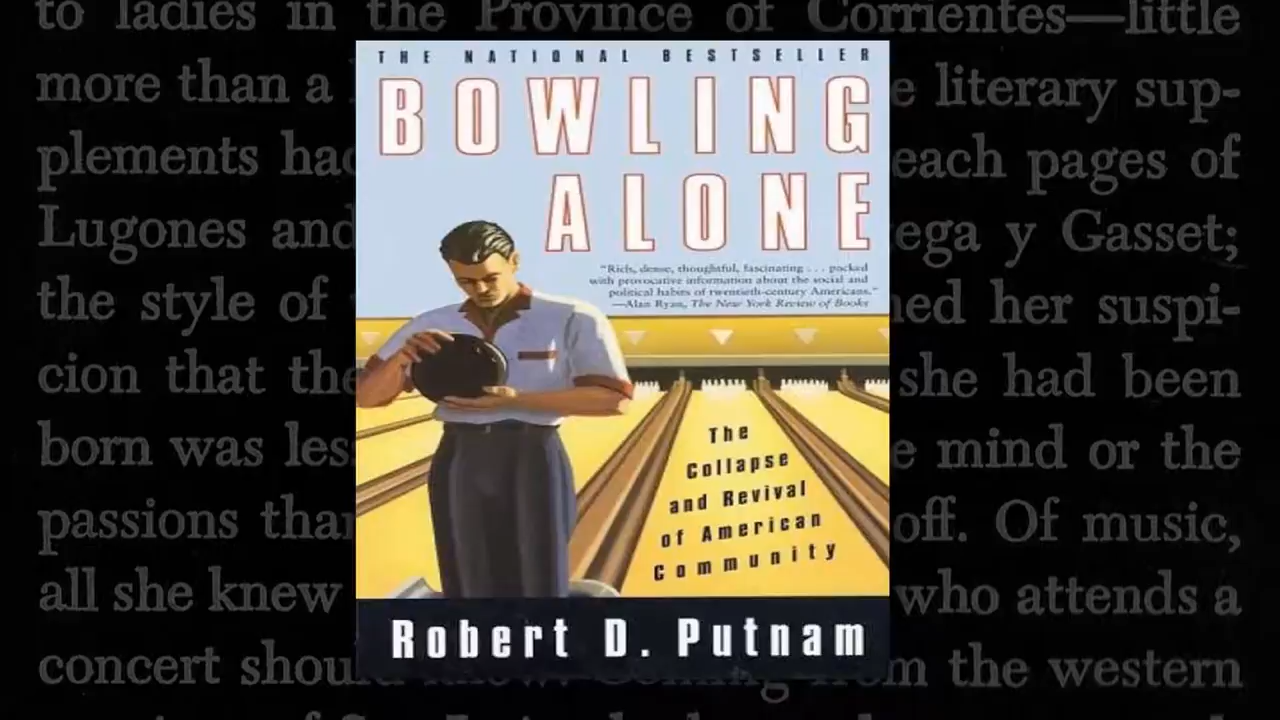 to ladies in the Province of Corrientes—little
more than a
e literary sup-
plements had
each pages of
Lugones and
ega y Gasset;
the style of
ned her suspi-
cion that the
she had been
born was less
e mind or the
passions than
off. Of music,
all she knew
who attends a
concert shou
m the western
THE NATIONAL BESTSELLER
BOWLING
ALONE
“Rich, dense, thoughtful, fascinating . . . packed
with provocative information about the social and
political habits of twentieth-century Americans.”
—Alan Ryan, The New York Review of Books
The
Collapse
and Revival
of American
Community
Robert D. Putnam